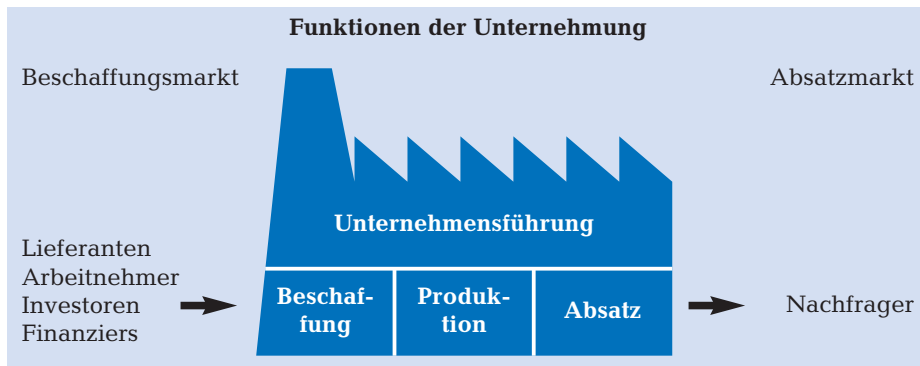 Funktionen der Unternehmung
Beschaffungsmarkt
Absatzmarkt
Unternehmensführung
Lieferanten
Arbeitnehmer
Investoren
Finanziers
Beschaf-
fung
Produk-
tion
Absatz
Nachfrager